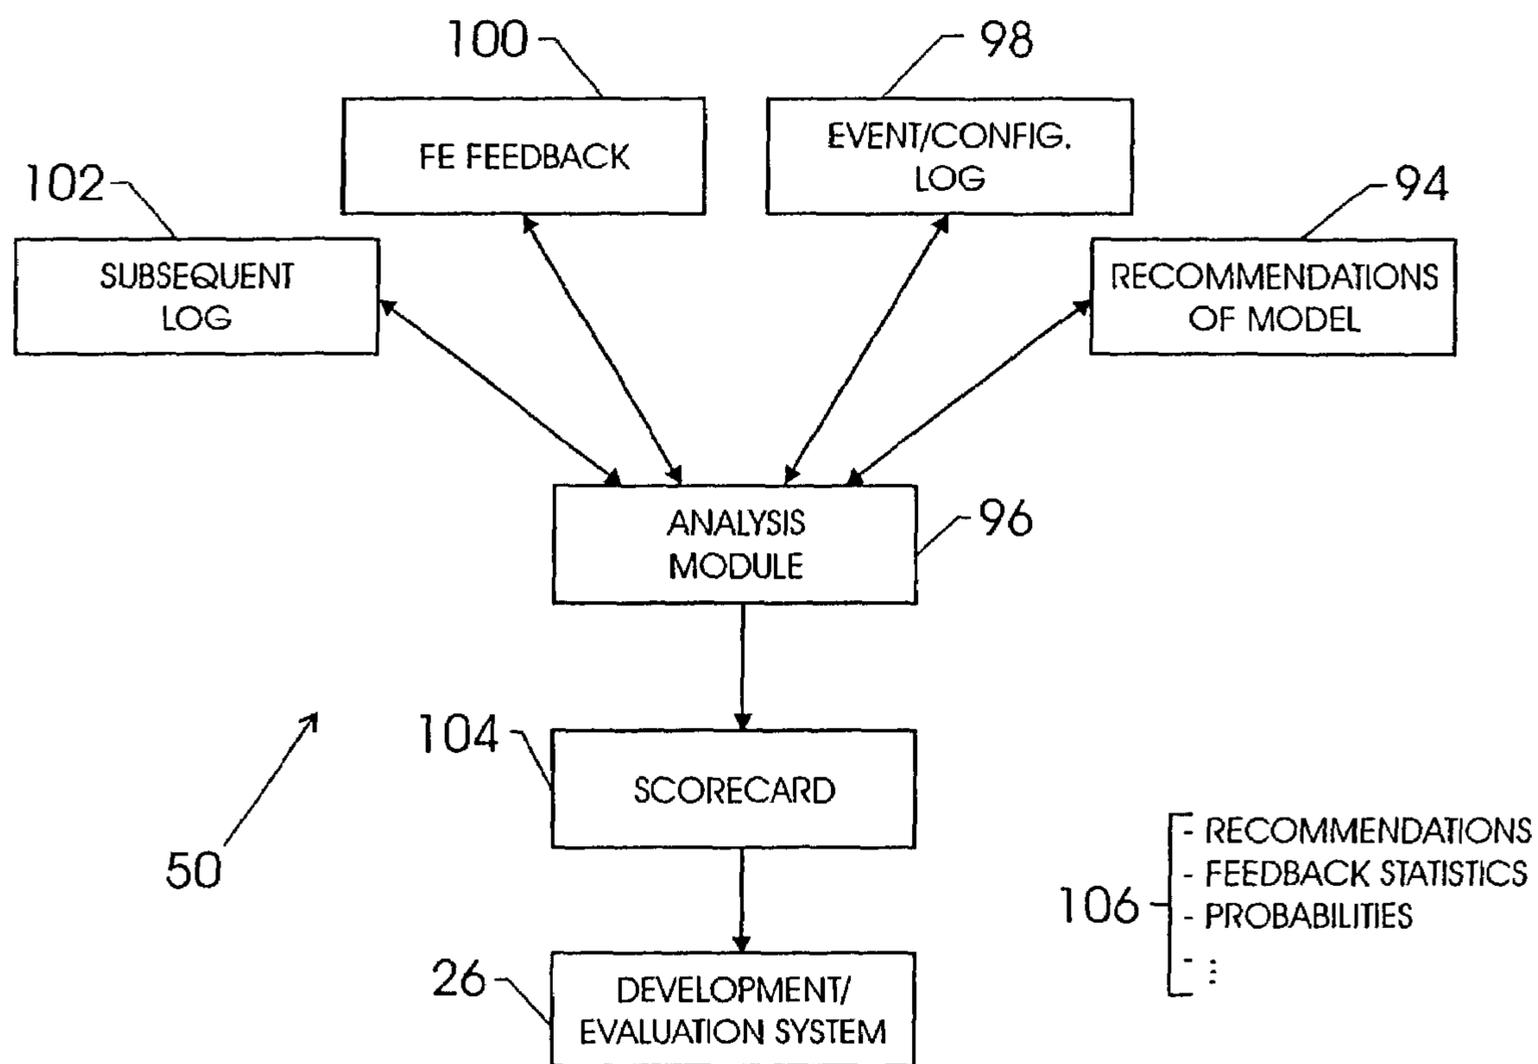 100
98
FE FEEDBACK
EVENT/CONFIG.
LOG
102
94
SUBSEQUENT
LOG
RECOMMENDATIONS
OF MODEL
ANALYSIS
MODULE
96
104
SCORECARD
50
106
- RECOMMENDATIONS
- FEEDBACK STATISTICS
- PROBABILITIES
- ⋮
26
DEVELOPMENT/
EVALUATION SYSTEM